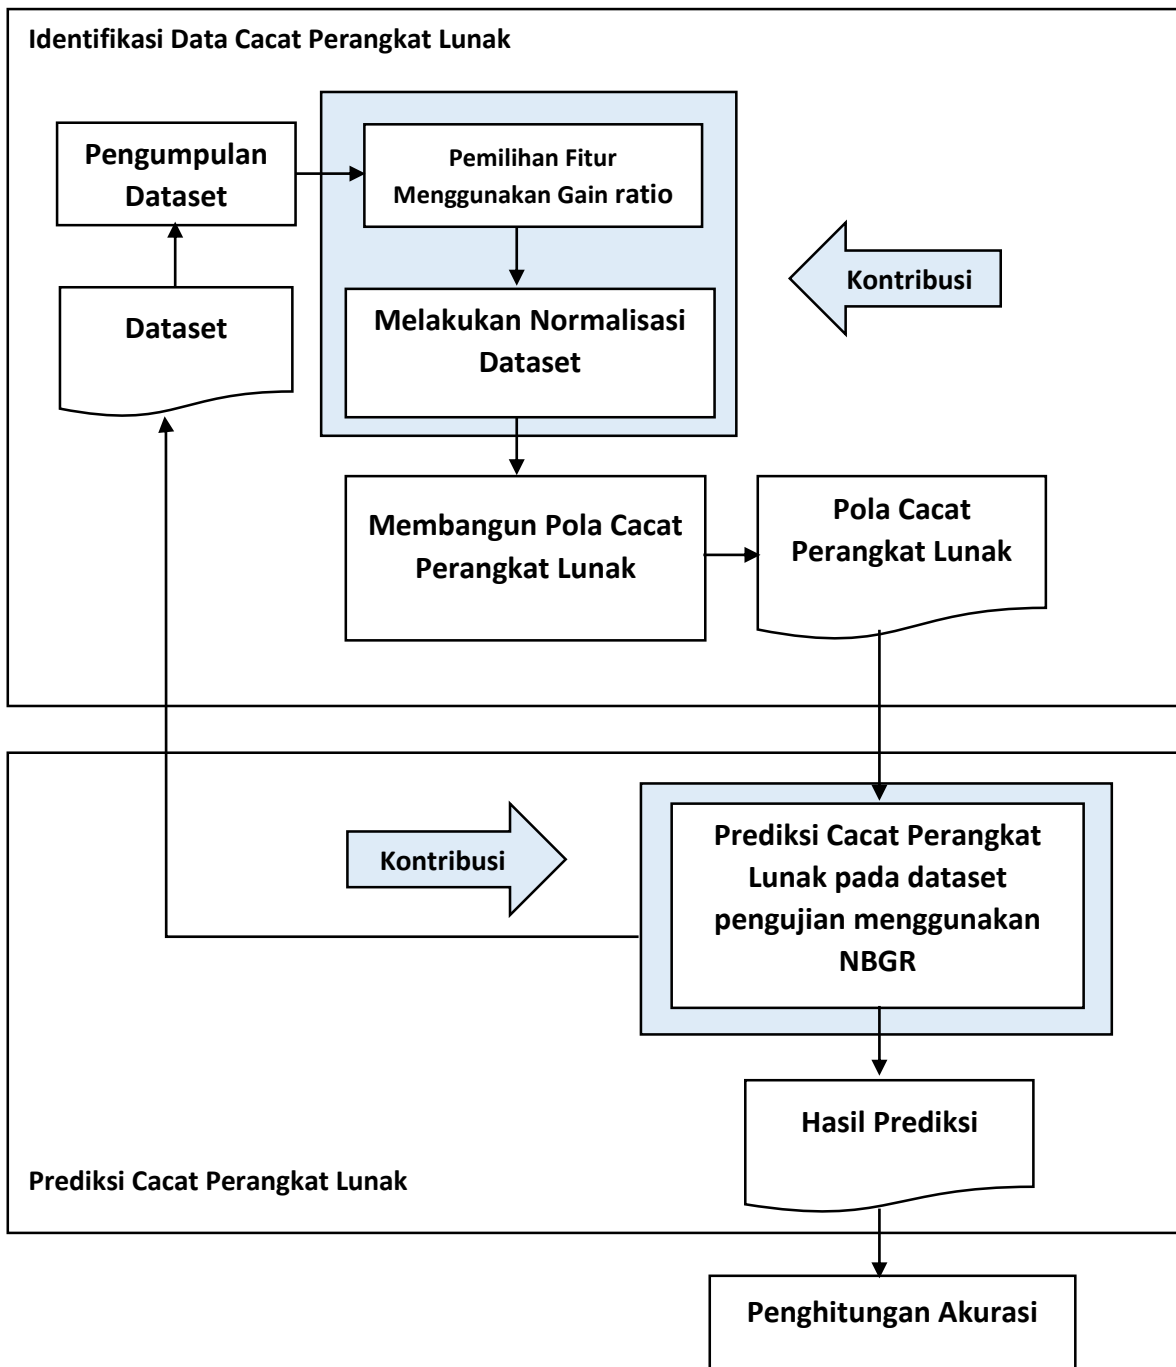 Identifikasi Data Cacat Perangkat Lunak
Pengumpulan
Dataset
Pemilihan Fitur
Menggunakan Gain ratio
Kontribusi
Dataset
Melakukan Normalisasi
Dataset
Membangun Pola Cacat
Perangkat Lunak
Pola Cacat
Perangkat Lunak
Kontribusi
Prediksi Cacat Perangkat
Lunak pada dataset
pengujian menggunakan
NBGR
Hasil Prediksi
Prediksi Cacat Perangkat Lunak
Penghitungan Akurasi